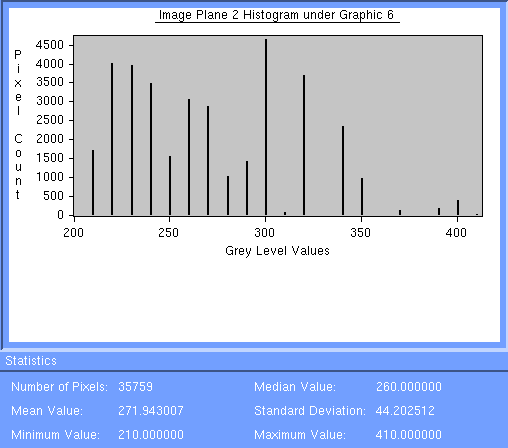 Image Plane 2 Histogram under Graphic 6
Pixel Count
4500
4000
3500
3000
2500
2000
1500
1000
500
0
200 250 300 350 400
Grey Level Values
Statistics
Number of Pixels: 35759 Median Value: 260.000000
Mean Value: 271.943007 Standard Deviation: 44.202512
Minimum Value: 210.000000 Maximum Value: 410.000000